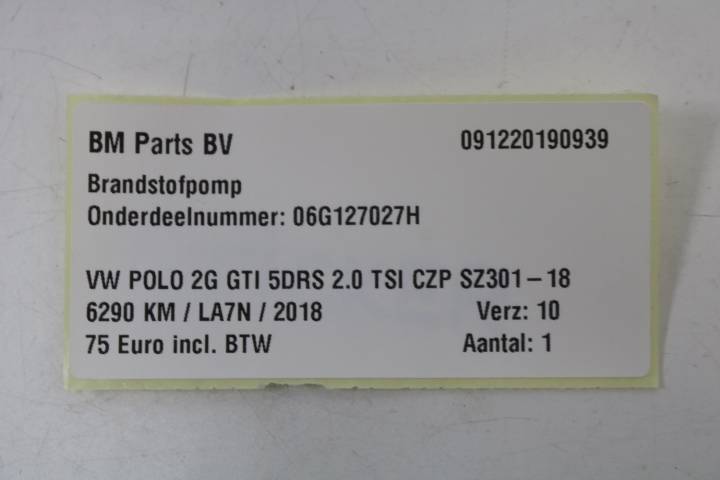 BM Parts BV 091220190939
Brandstofpomp
Onderdeelnummer: 06G127027H
VW POLO 2G GTI 5DRS 2.0 TSI CZP SZ301-18
6290 KM / LA7N / 2018 Verz: 10
75 Euro incl. BTW Aantal: 1